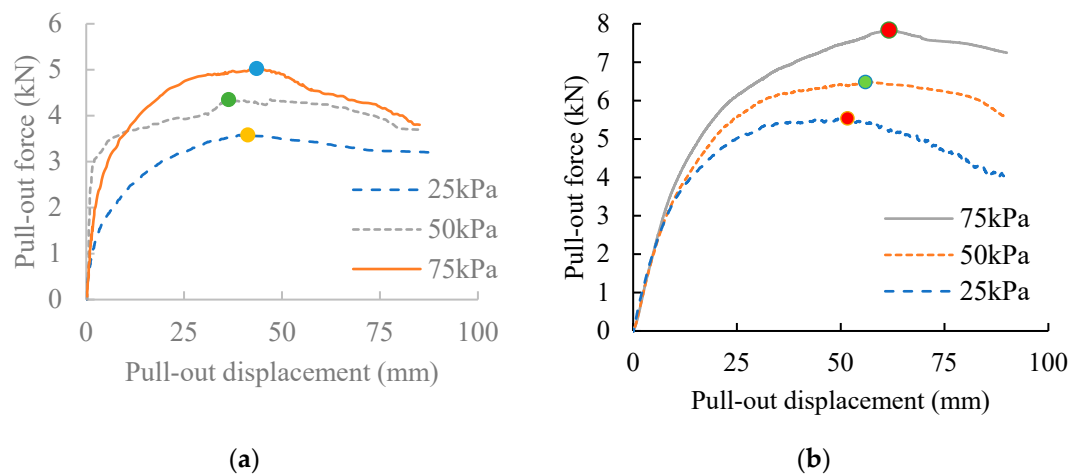 6
5
4
3
2
1
0
Pull-out force (kN)
25kPa
50kPa
75kPa
0 25 50 75 100
Pull-out displacement (mm)
(a)
8
7
6
5
4
3
2
1
0
Pull-out force (kN)
75kPa
50kPa
25kPa
0 25 50 75 100
Pull-out displacement (mm)
(b)